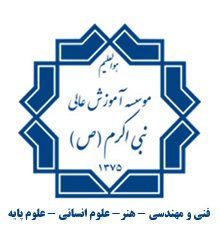 هوالعلیم
موسسه آموزش عالی
نبی اکرم (ص)
۱۳۷۵
فنی و مهندسی – هنر – علوم انسانی – علوم پایه